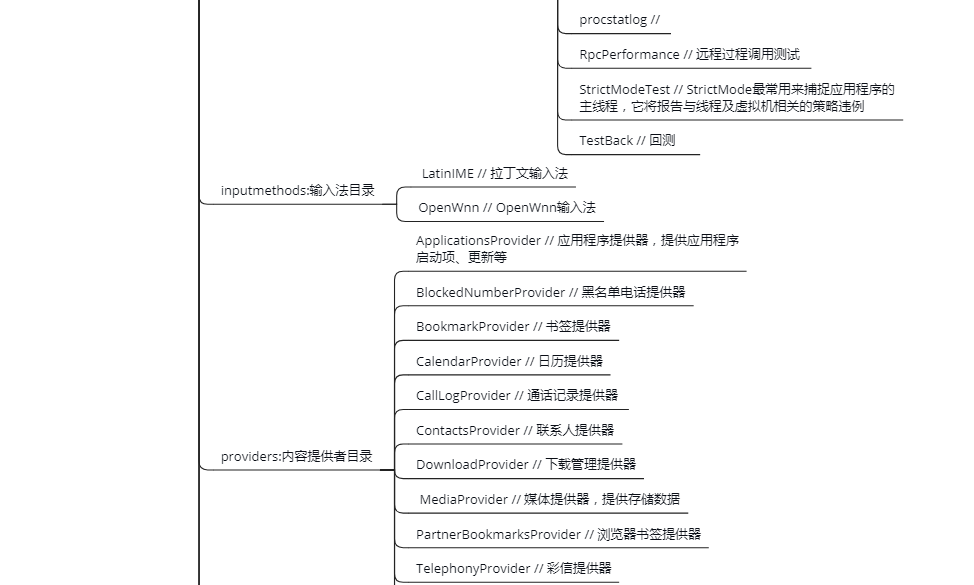 procstatlog //
RpcPerformance // 远程过程调用测试
StrictModeTest // StrictMode最常用来捕捉应用程序的
主线程，它将报告与线程及虚拟机相关的策略违例
TestBack // 回测
inputmethods:输入法目录
LatinIME // 拉丁文输入法
OpenWnn // OpenWnn输入法
providers:内容提供者目录
ApplicationsProvider // 应用程序提供器，提供应用程序
启动项、更新等
BlockedNumberProvider // 黑名单电话提供器
BookmarkProvider // 书签提供器
CalendarProvider // 日历提供器
CallLogProvider // 通话记录提供器
ContactsProvider // 联系人提供器
DownloadProvider // 下载管理提供器
MediaProvider // 媒体提供器，提供存储数据
PartnerBookmarksProvider // 浏览器书签提供器
TelephonyProvider // 彩信提供器